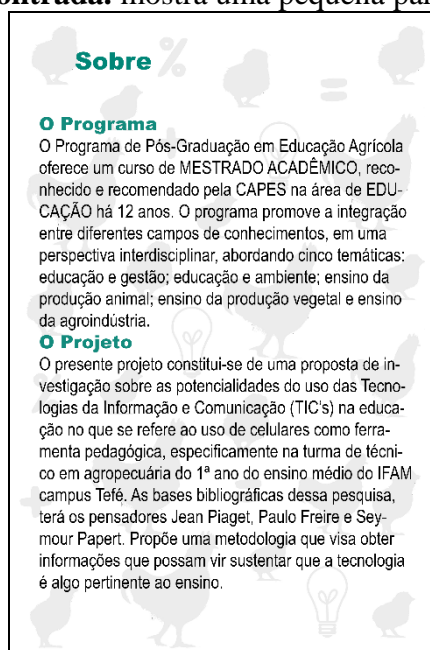 mostra uma pequena
Sobre
O Programa
O Programa de Pós-Graduação em Educação Agrícola
oferece um curso de MESTRADO ACADÊMICO, reco-
nhecido e recomendado pela CAPES na área de EDU-
CAÇÃO há 12 anos. O programa promove a integração
entre diferentes campos de conhecimentos, em uma
perspectiva interdisciplinar, abordando cinco temáticas:
educação e gestão; educação e ambiente; ensino da
produção animal; ensino da produção vegetal e ensino
da agroindústria.
O Projeto
O presente projeto constitui-se de uma proposta de in-
vestigação sobre as potencialidades do uso das Tecno-
logias da Informação e Comunicação (TIC's) na educa-
ção no que se refere ao uso de celulares como ferra-
menta pedagógica, especificamente na turma de técni-
co em agropecuária do 1ª ano do ensino médio do IFAM
campus Tefé. As bases bibliográficas dessa pesquisa,
terá os pensadores Jean Piaget, Paulo Freire e Sey-
mour Papert. Propõe uma metodologia que visa obter
informações que possam vir sustentar que a tecnologia
é algo pertinente ao ensino.